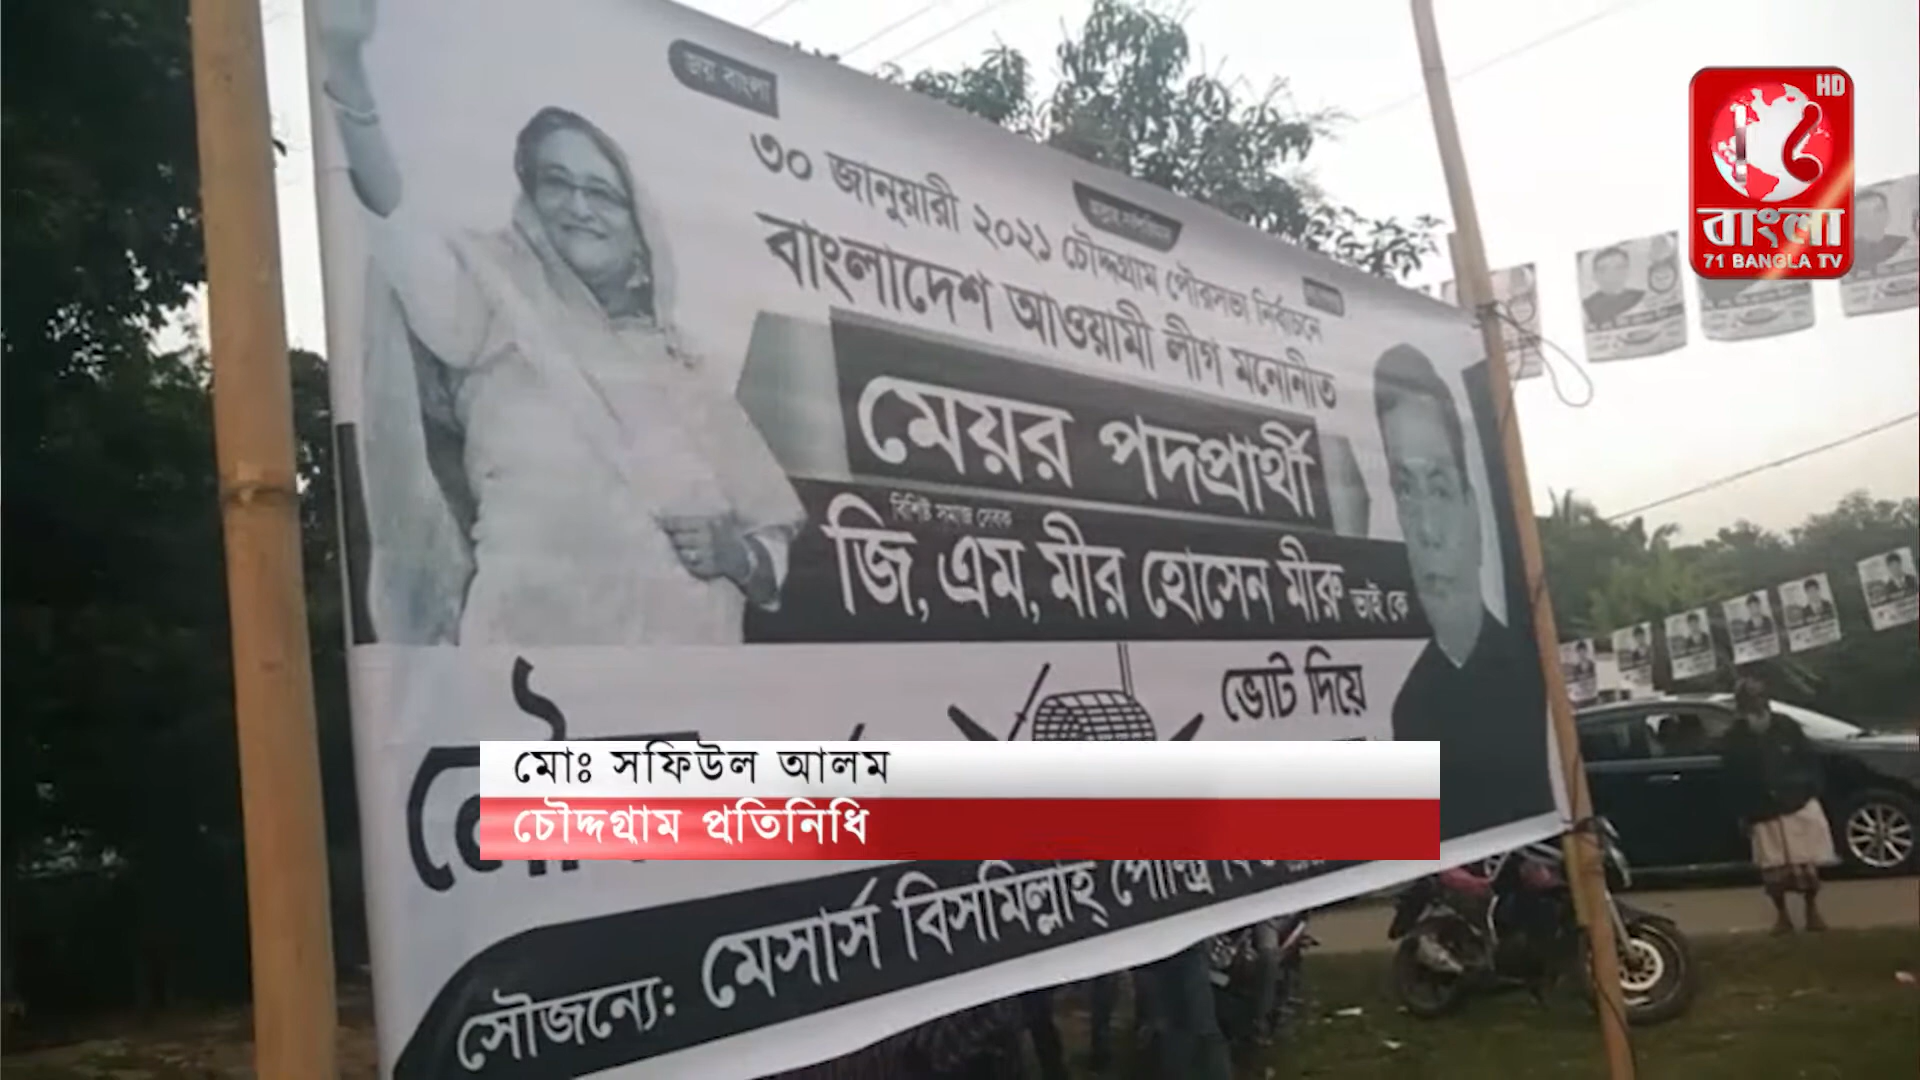 জয় বাংলা
৩০ জানুয়ারী ২০২১ চৌদ্দগ্রাম পৌরসভা নির্বাচনে
বাংলাদেশ আওয়ামী লীগ মনোনীত
মেয়র পদপ্রার্থী
বিশিষ্ট সমাজ সেবক
জি, এম, মীর হোসেন মীরু ভাই কে
ভোট দিয়ে
সৌজন্যে: মেসার্স বিসমিল্লাহ্ পোল্ট্রি
মোঃ সফিউল আলম
চৌদ্দগ্রাম প্রতিনিধি
HD
৭১
বাংলা
71 BANGLA TV